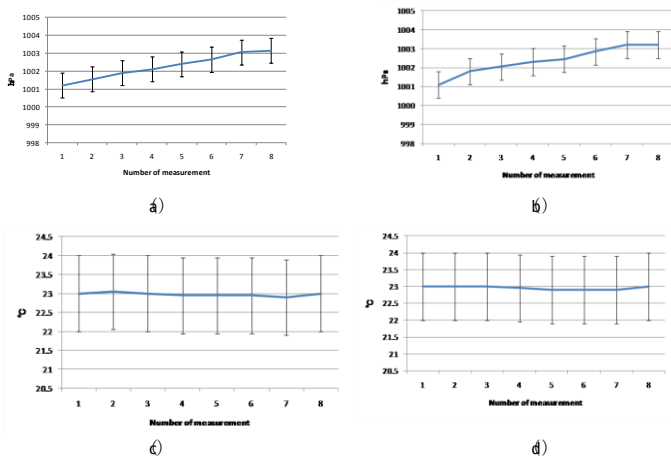 1005
1004
1003
1002
1001
1000
999
998
hPa
1 2 3 4 5 6 7 8
Number of measurement
a)
1005
1004
1003
1002
1001
1000
999
998
hPa
1 2 3 4 5 6 7 8
Number of measurement
b)
24.5
24
23.5
23
22.5
22
21.5
21
20.5
°C
1 2 3 4 5 6 7 8
Number of measurement
c)
24.5
24
23.5
23
22.5
22
21.5
21
20.5
°C
1 2 3 4 5 6 7 8
Number of measurement
d)